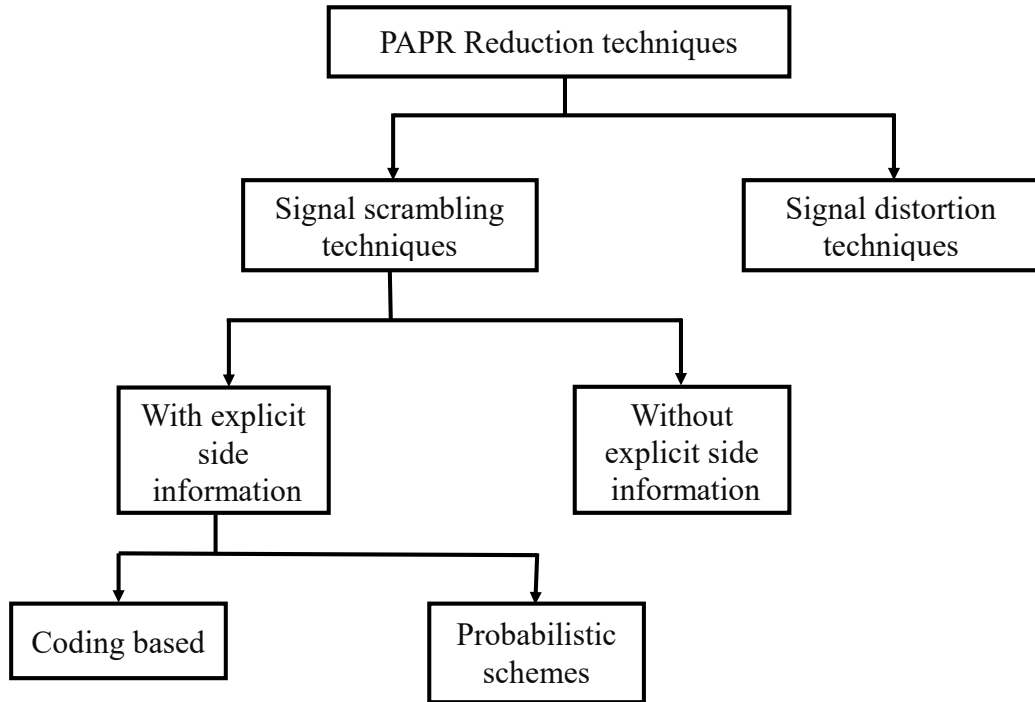 PAPR Reduction techniques
Signal scrambling
techniques
Signal distortion
techniques
With explicit
side
information
Without
explicit side
information
Coding based
Probabilistic
schemes